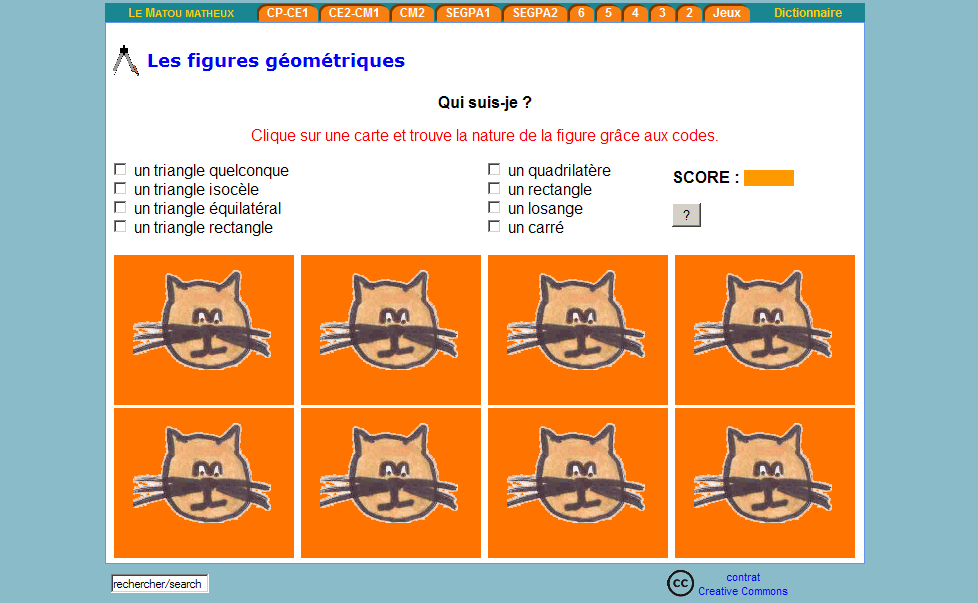 LE MATOU MATHEUX CP-CE1 CE2-CM1 CM2 SEGPA1 SEGPA2 6 5 4 3 2 Jeux Dictionnaire
Les figures géométriques
Qui suis-je ?
Clique sur une carte et trouve la nature de la figure grâce aux codes.
un triangle quelconque
un triangle isocèle
un triangle équilatéral
un triangle rectangle
un quadrilatère
un rectangle
un losange
un carré
SCORE :
?
rechercher/search
cc
contrat
Creative Commons